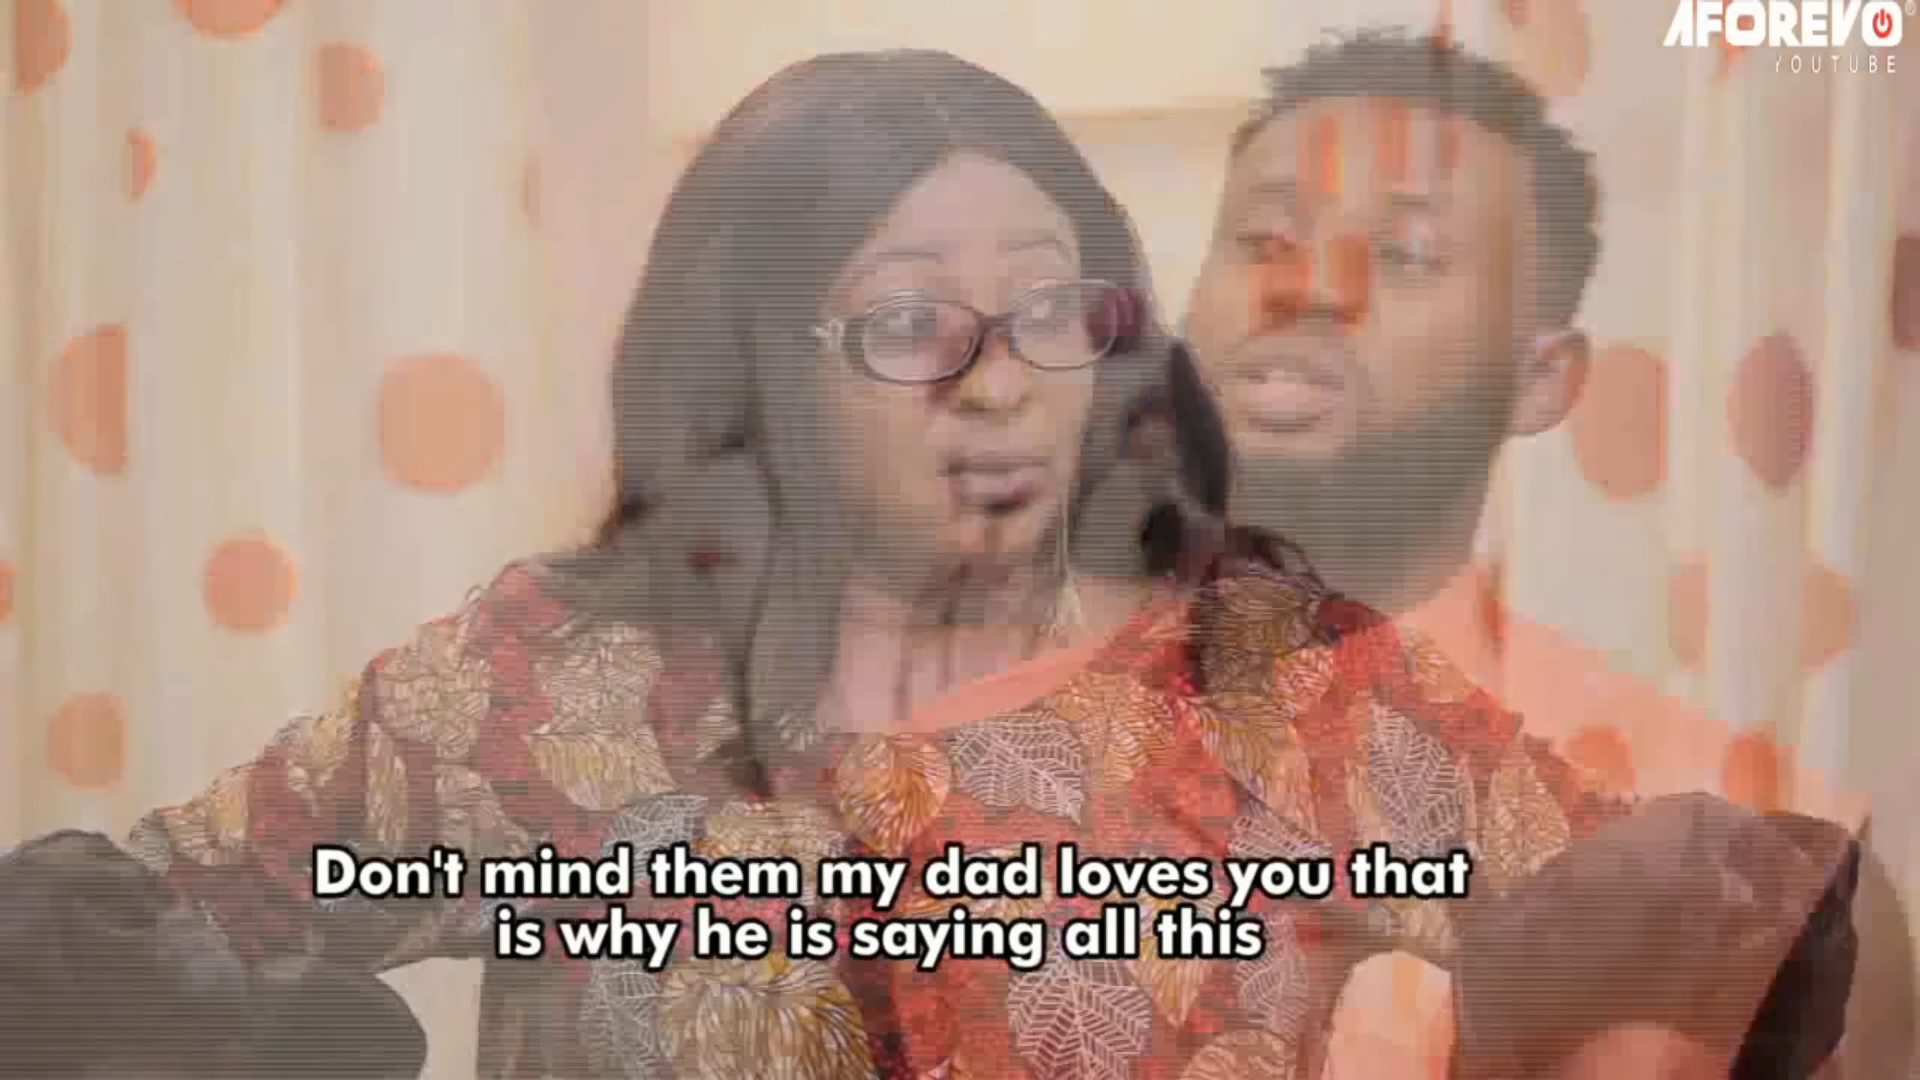 AFOREVO
YOUTUBE
Don't mind them my dad loves you that
is why he is saying all this